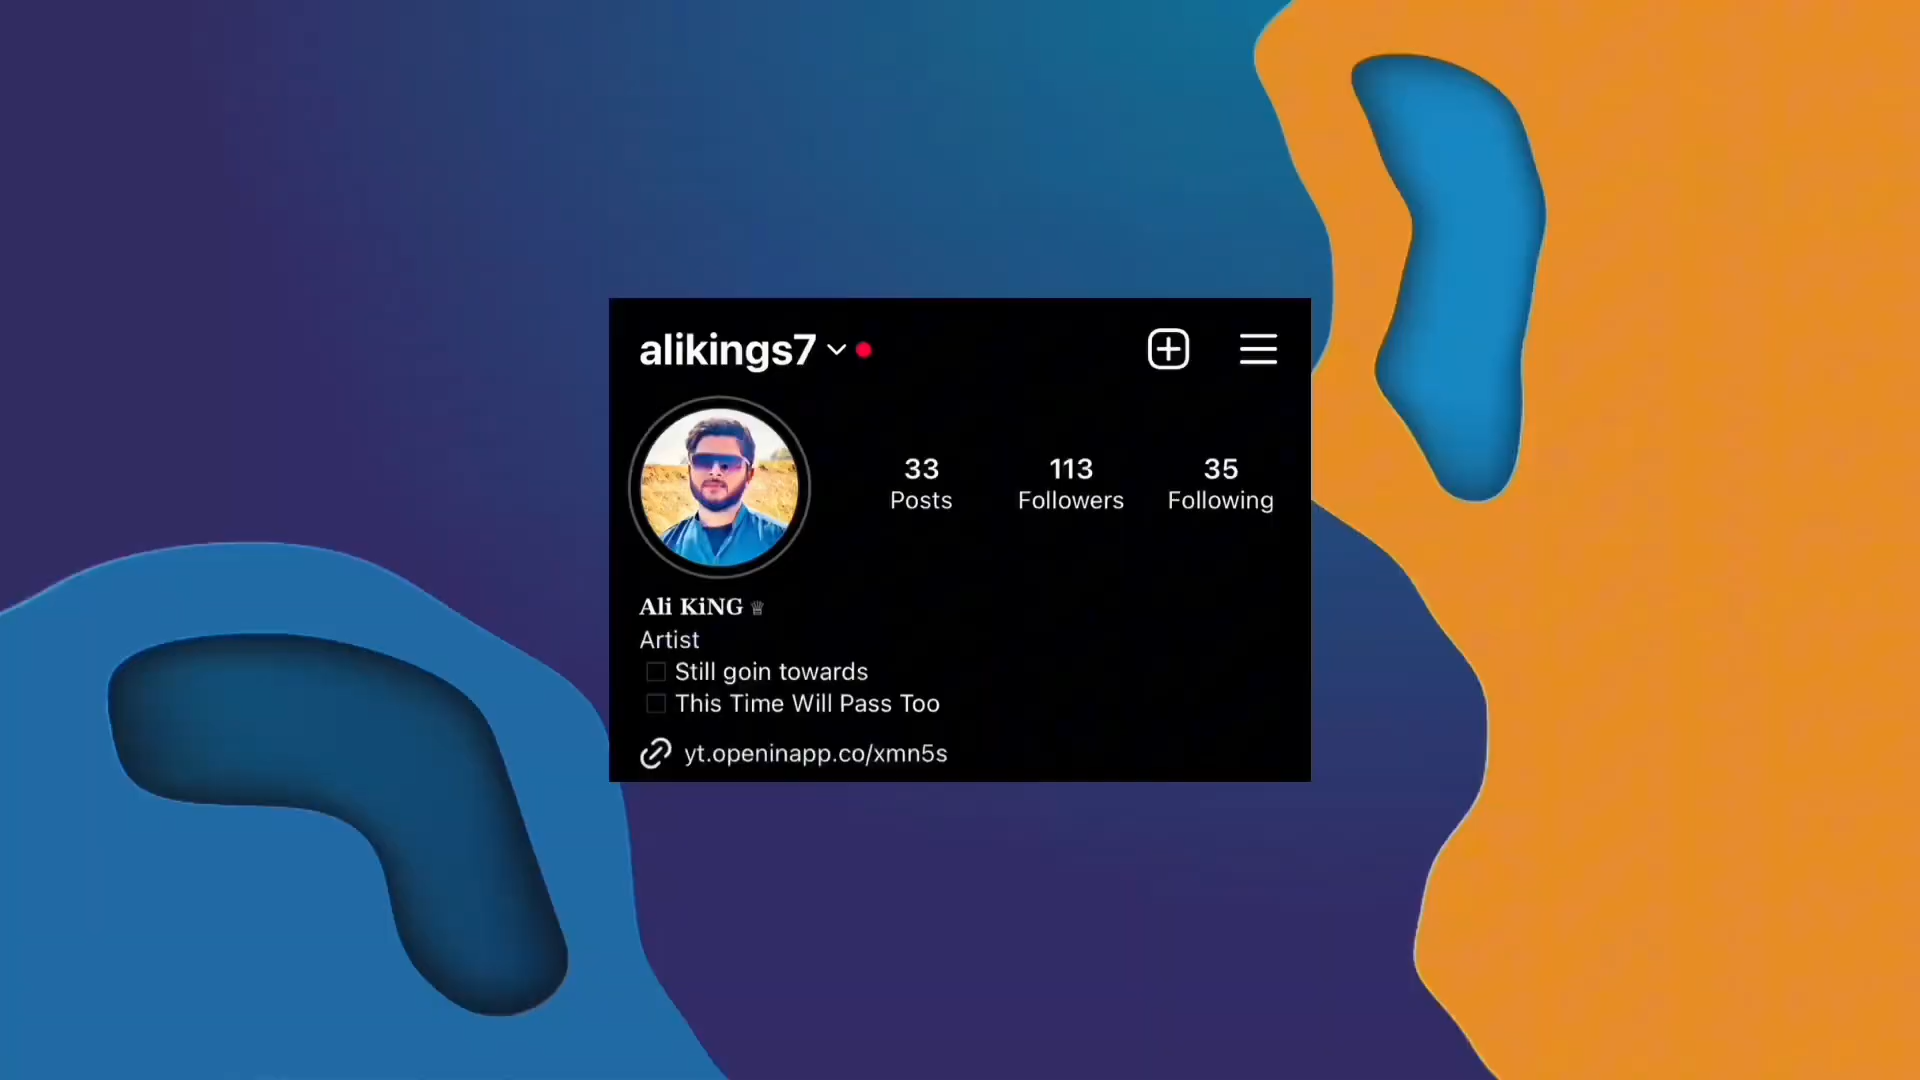 alikings7
33 113 35
Posts Followers Following
Ali KiNG ♕
Artist
Still goin towards
This Time Will Pass Too
yt.openinapp.co/xmn5s